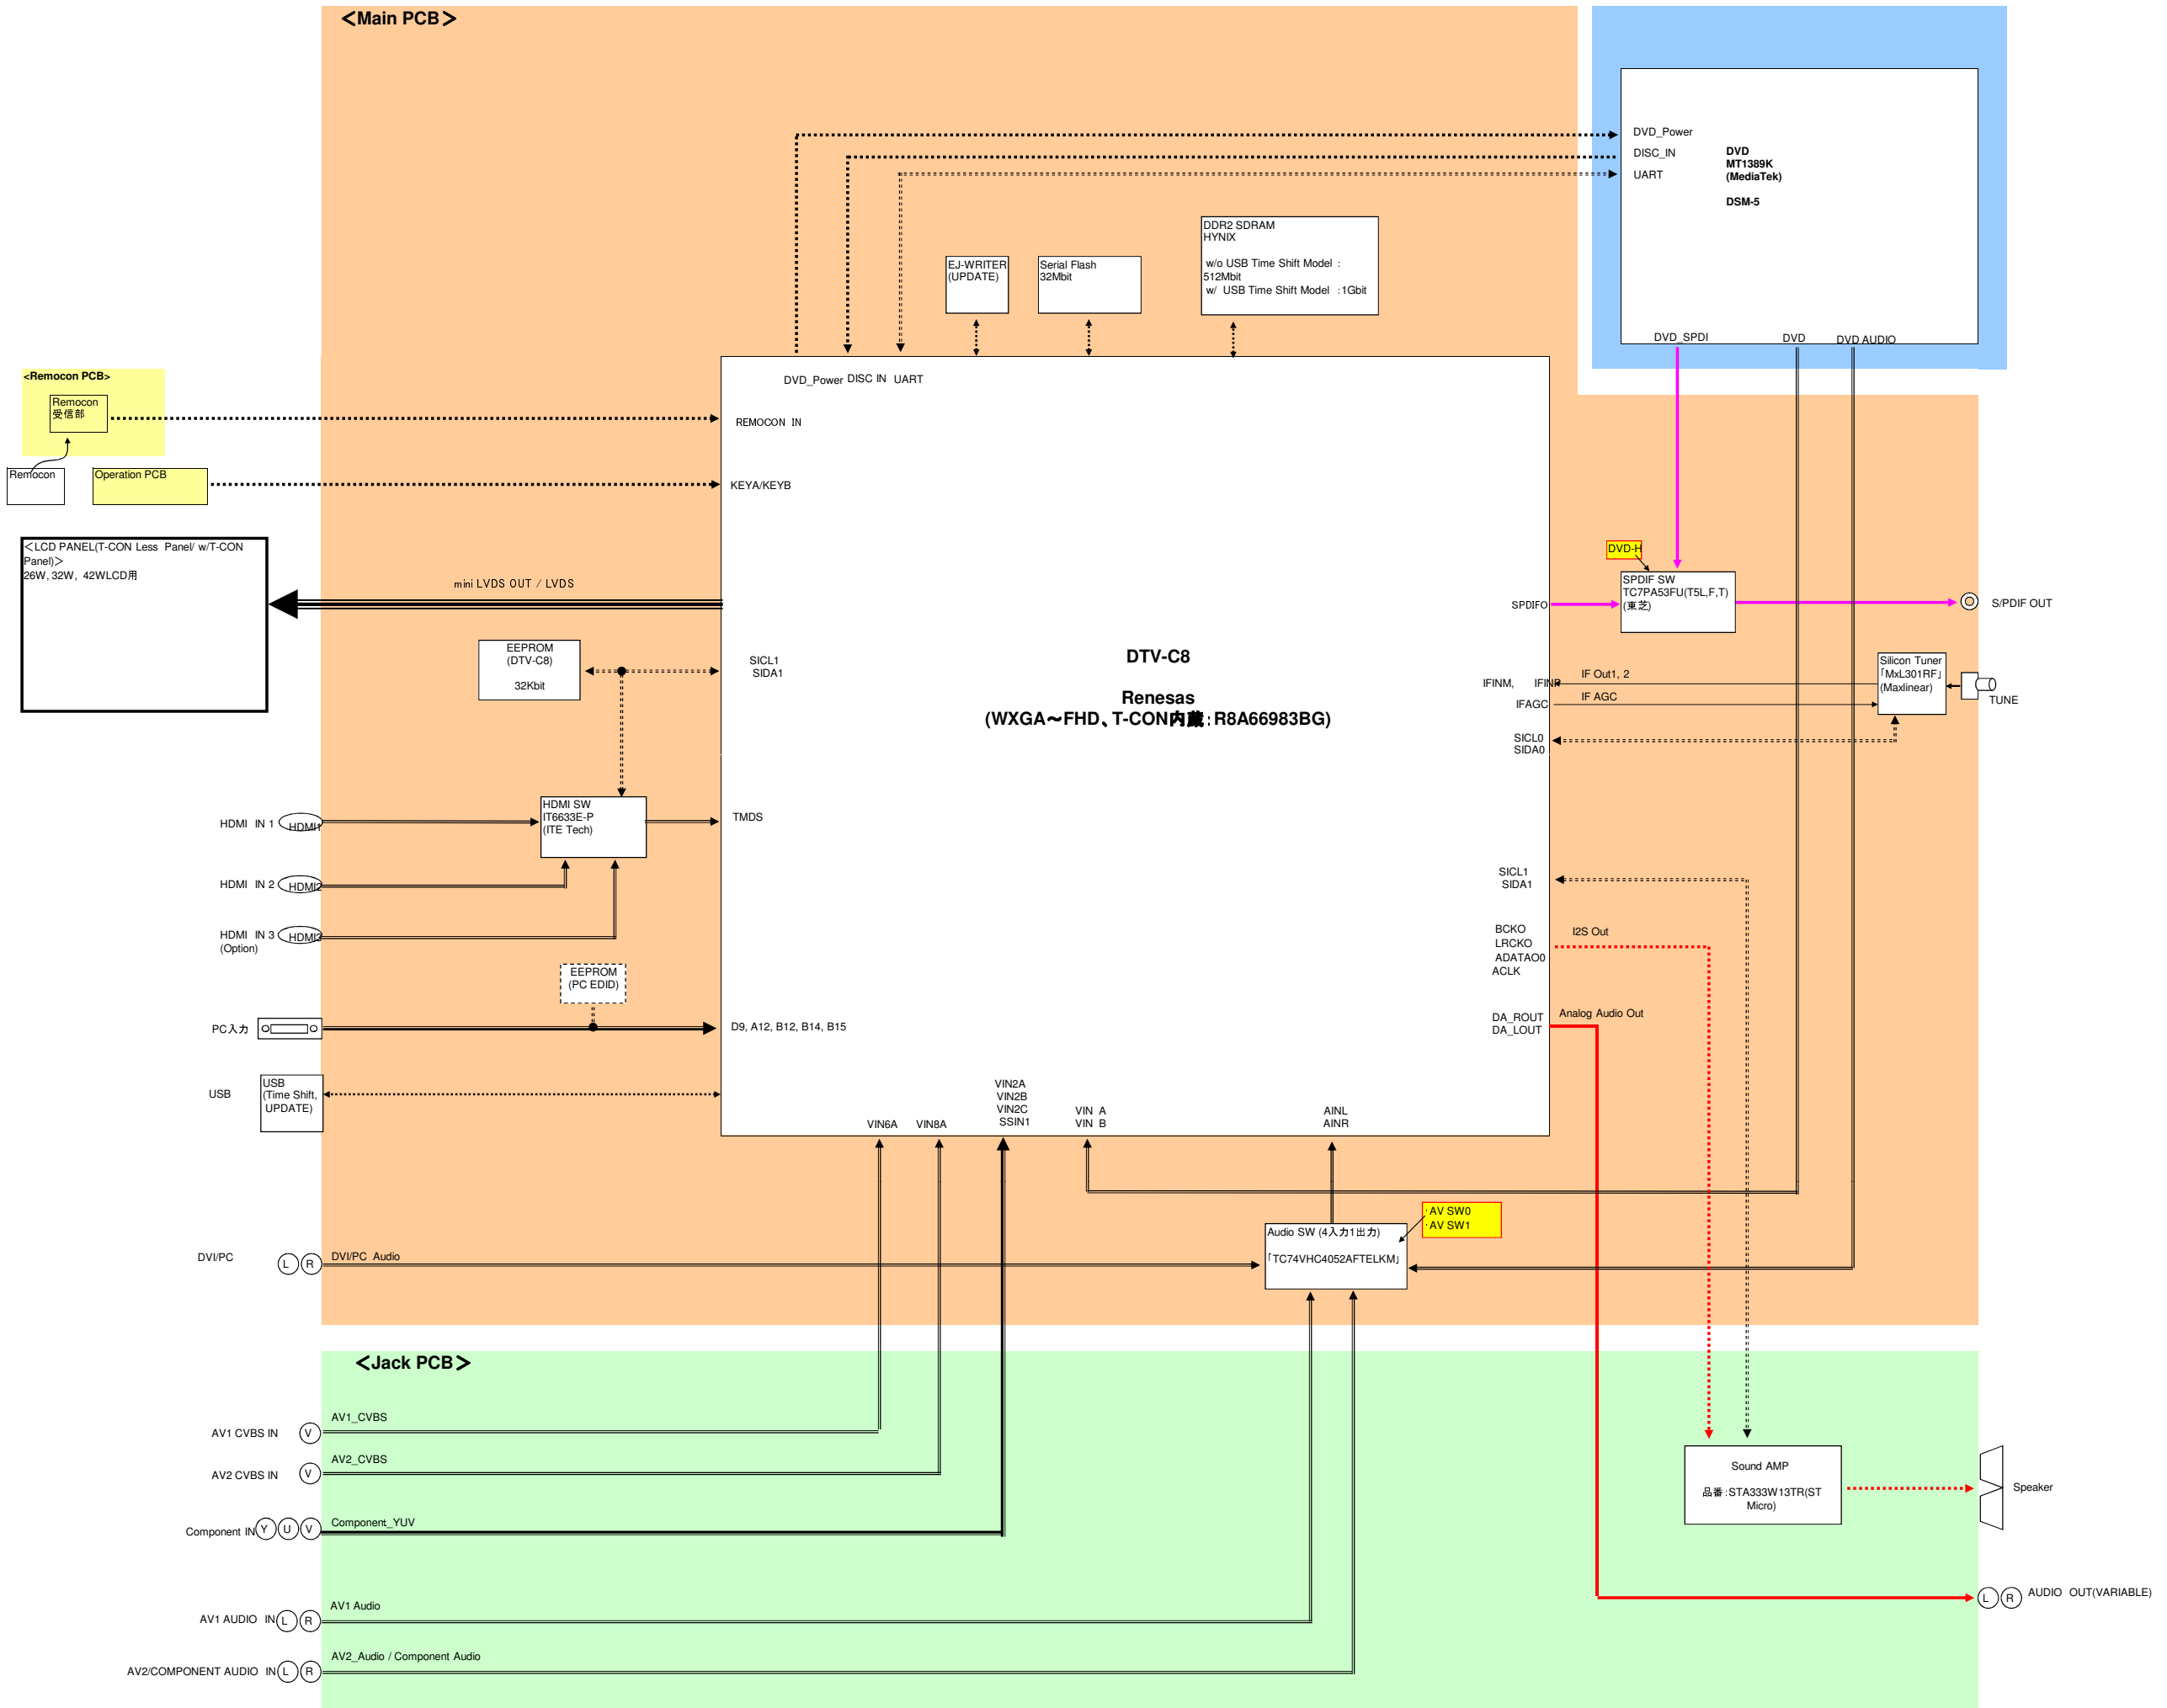 ＜Main PCB＞
DVD_Power
DISC_IN
UART
DVD
MT1389K
(MediaTek)
DSM-5
DVD_SPDI
DVD
DVD AUDIO
DDR2 SDRAM
HYNIX
w/o USB Time Shift Model :
512Mbit
w/ USB Time Shift Model :1Gbit
EJ-WRITER
(UPDATE)
Serial Flash
32Mbit
DVD_Power DISC IN UART
<Remocon PCB>
Remocon
受信部
REMOCON IN
Remocon
Operation PCB
KEYA/KEYB
＜LCD PANEL(T-CON Less Panel/ w/T-CON
Panel)＞
26W, 32W, 42WLCD用
mini LVDS OUT / LVDS
DVD-H
SPDIF SW
TC7PA53FU(T5L,F,T)
(東芝)
SPDIFO
S/PDIF OUT
EEPROM
(DTV-C8)
32Kbit
SICL1
SIDA1
DTV-C8
Renesas
(WXGA～FHD、T-CON内蔵：R8A66983BG)
IFINM, IFINP
IF Out1, 2
IFAGC
IF AGC
Silicon Tuner
「MxL301RF」
(Maxlinear)
TUNE
SICL0
SIDA0
HDMI IN 1
HDMI1
HDMI SW
IT6633E-P
(ITE Tech)
TMDS
HDMI IN 2
HDMI2
HDMI IN 3
(Option)
HDMI3
SICL1
SIDA1
BCKO
LRCKO
ADATAO0
ACLK
I2S Out
EEPROM
(PC EDID)
PC入力
D9, A12, B12, B14, B15
DA_ROUT
DA_LOUT
Analog Audio Out
USB
USB
(Time Shift,
UPDATE)
VIN6A
VIN8A
VIN2A
VIN2B
VIN2C
SSIN1
VIN A
VIN B
AINL
AINR
・AV SW0
・AV SW1
Audio SW (4入力1出力)
「TC74VHC4052AFTELKM」
DVI/PC
L R
DVI/PC Audio
＜Jack PCB＞
AV1 CVBS IN
V
AV1_CVBS
AV2 CVBS IN
V
AV2_CVBS
Component IN
Y U V
Component_YUV
Sound AMP
品番：STA333W13TR(ST
Micro)
Speaker
AV1 AUDIO IN
L R
AV1 Audio
L R
AUDIO OUT(VARIABLE)
AV2/COMPONENT AUDIO IN
L R
AV2_Audio / Component Audio